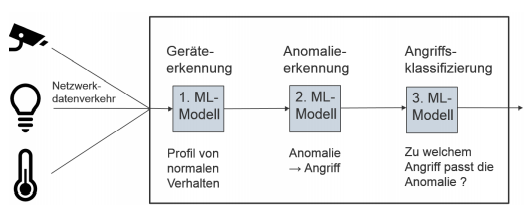 Geräte-
erkennung
Anomalie-
erkennung
Angriffs-
klassifizierung
Netzwerk-
datenverkehr
1. ML-
Modell
2. ML-
Modell
3. ML-
Modell
Profil von
normalen
Verhalten
Anomalie
→ Angriff
Zu welchem
Angriff passt die
Anomalie ?